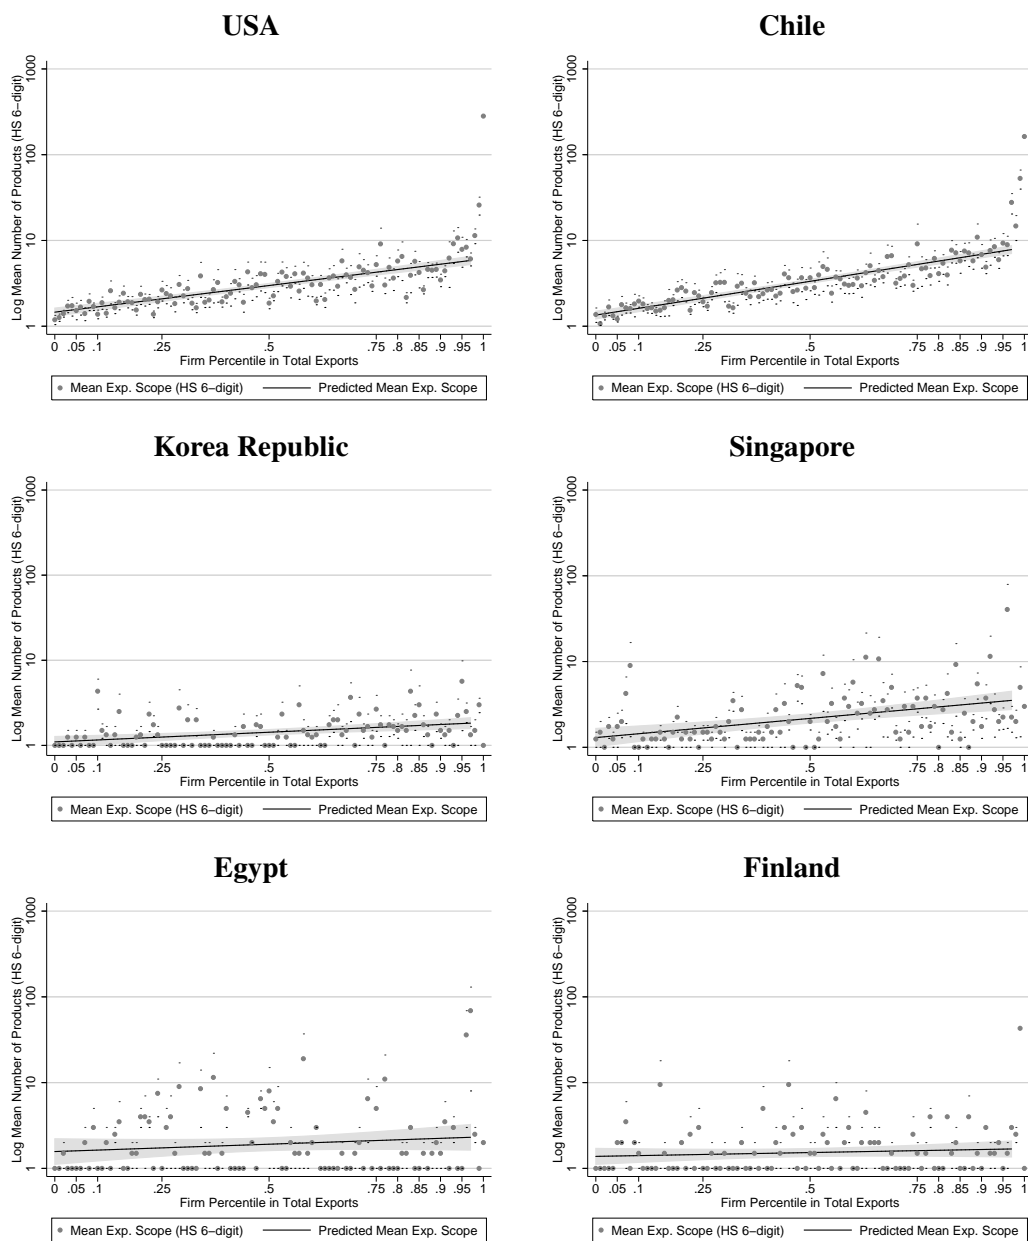 USA
Log Mean Number of Products (HS 6−digit)
1 10 100 1000
0 .05 .1 .25 .5 .75 .8 .85 .9 .95 1
Firm Percentile in Total Exports
Mean Exp. Scope (HS 6−digit) Predicted Mean Exp. Scope
Chile
Log Mean Number of Products (HS 6−digit)
1 10 100 1000
0 .05 .1 .25 .5 .75 .8 .85 .9 .95 1
Firm Percentile in Total Exports
Mean Exp. Scope (HS 6−digit) Predicted Mean Exp. Scope
Korea Republic
Log Mean Number of Products (HS 6−digit)
1 10 100 1000
0 .05 .1 .25 .5 .75 .8 .85 .9 .95 1
Firm Percentile in Total Exports
Mean Exp. Scope (HS 6−digit) Predicted Mean Exp. Scope
Singapore
Log Mean Number of Products (HS 6−digit)
1 10 100 1000
0 .05 .1 .25 .5 .75 .8 .85 .9 .95 1
Firm Percentile in Total Exports
Mean Exp. Scope (HS 6−digit) Predicted Mean Exp. Scope
Egypt
Log Mean Number of Products (HS 6−digit)
1 10 100 1000
0 .05 .1 .25 .5 .75 .8 .85 .9 .95 1
Firm Percentile in Total Exports
Mean Exp. Scope (HS 6−digit) Predicted Mean Exp. Scope
Finland
Log Mean Number of Products (HS 6−digit)
1 10 100 1000
0 .05 .1 .25 .5 .75 .8 .85 .9 .95 1
Firm Percentile in Total Exports
Mean Exp. Scope (HS 6−digit) Predicted Mean Exp. Scope